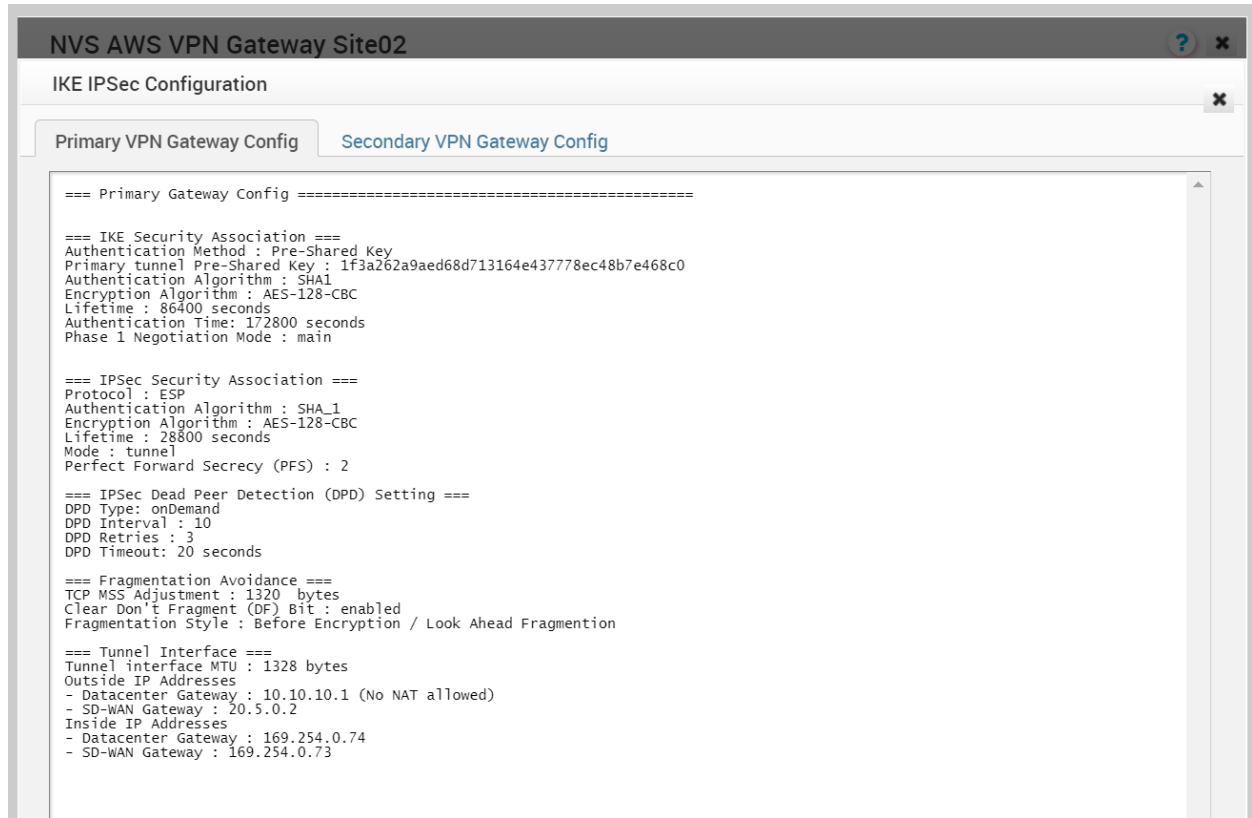 NVS AWS VPN Gateway Site02
?
IKE IPSec Configuration
Primary VPN Gateway Config
Secondary VPN Gateway Config
=== Primary Gateway Config ==============================================
=== IKE Security Association ===
Authentication Method : Pre-Shared Key
Primary tunnel Pre-Shared Key : 1f3a262a9aed68d713164e437778ec48b7e468c0
Authentication Algorithm : SHA1
Encryption Algorithm : AES-128-CBC
Lifetime : 86400 seconds
Authentication Time: 172800 seconds
Phase 1 Negotiation Mode : main
=== IPSec Security Association ===
Protocol : ESP
Authentication Algorithm : SHA_1
Encryption Algorithm : AES-128-CBC
Lifetime : 28800 seconds
Mode : tunnel
Perfect Forward Secrecy (PFS) : 2
=== IPSec Dead Peer Detection (DPD) Setting ===
DPD Type: onDemand
DPD Interval : 10
DPD Retries : 3
DPD Timeout: 20 seconds
=== Fragmentation Avoidance ===
TCP MSS Adjustment : 1320  bytes
Clear Don't Fragment (DF) Bit : enabled
Fragmentation Style : Before Encryption / Look Ahead Fragmention
=== Tunnel Interface ===
Tunnel interface MTU : 1328 bytes
Outside IP Addresses
- Datacenter Gateway : 10.10.10.1 (No NAT allowed)
- SD-WAN Gateway : 20.5.0.2
Inside IP Addresses
- Datacenter Gateway : 169.254.0.74
- SD-WAN Gateway : 169.254.0.73